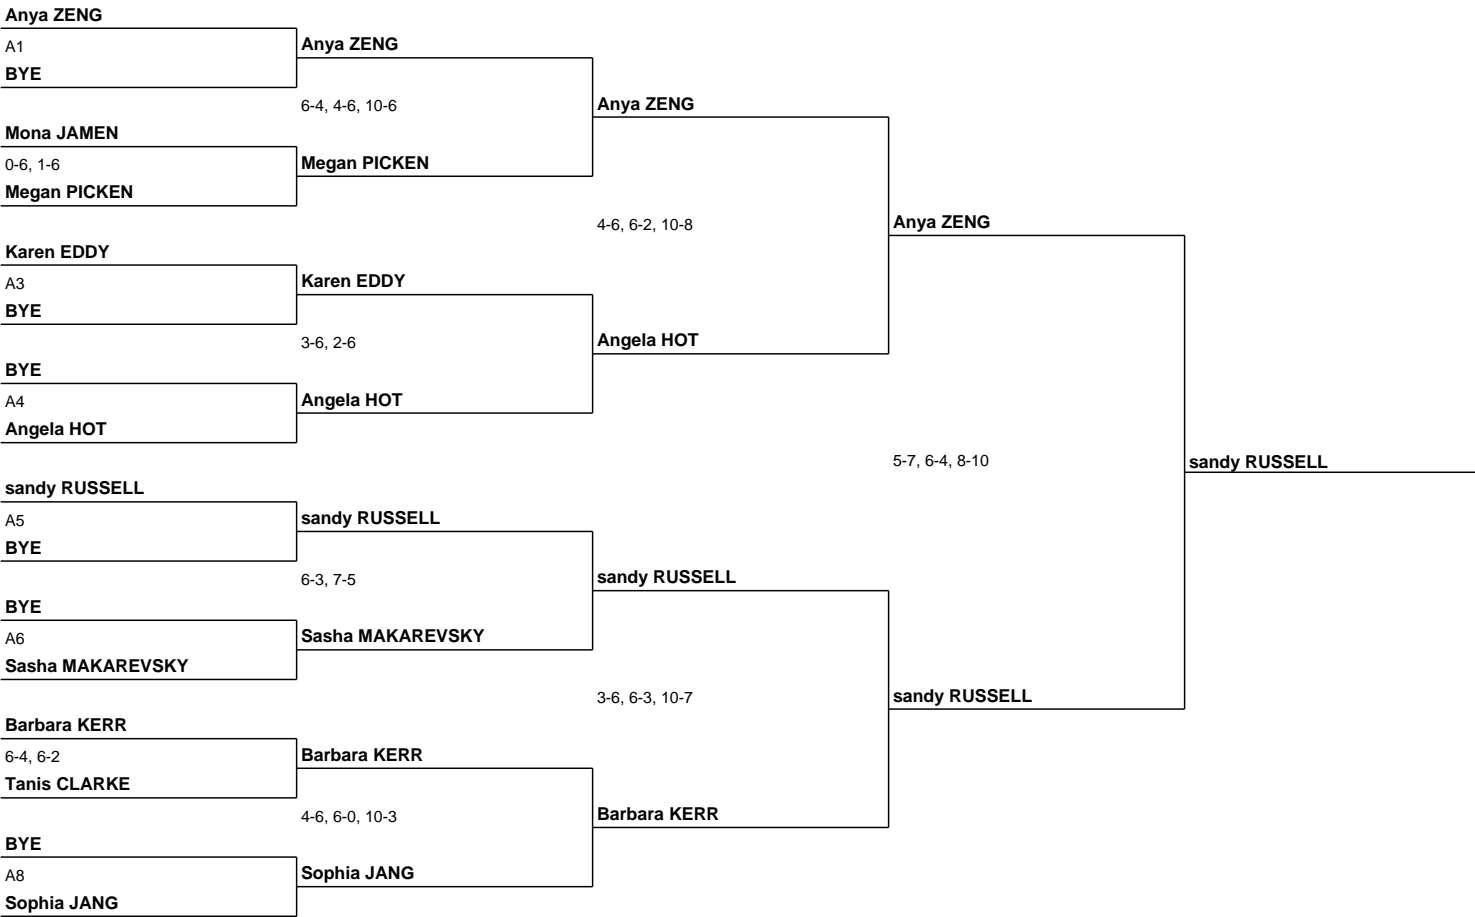 Anya ZENG
A1
BYE
Mona JAMEN
0-6, 1-6
Megan PICKEN
Karen EDDY
A3
BYE
BYE
A4
Angela HOT
sandy RUSSELL
A5
BYE
BYE
A6
Sasha MAKAREVSKY
Barbara KERR
6-4, 6-2
Tanis CLARKE
BYE
A8
Sophia JANG
Anya ZENG
6-4, 4-6, 10-6
Megan PICKEN
Karen EDDY
3-6, 2-6
Angela HOT
sandy RUSSELL
6-3, 7-5
Sasha MAKAREVSKY
Barbara KERR
4-6, 6-0, 10-3
Sophia JANG
Anya ZENG
4-6, 6-2, 10-8
Angela HOT
sandy RUSSELL
3-6, 6-3, 10-7
Barbara KERR
Anya ZENG
5-7, 6-4, 8-10
sandy RUSSELL
sandy RUSSELL